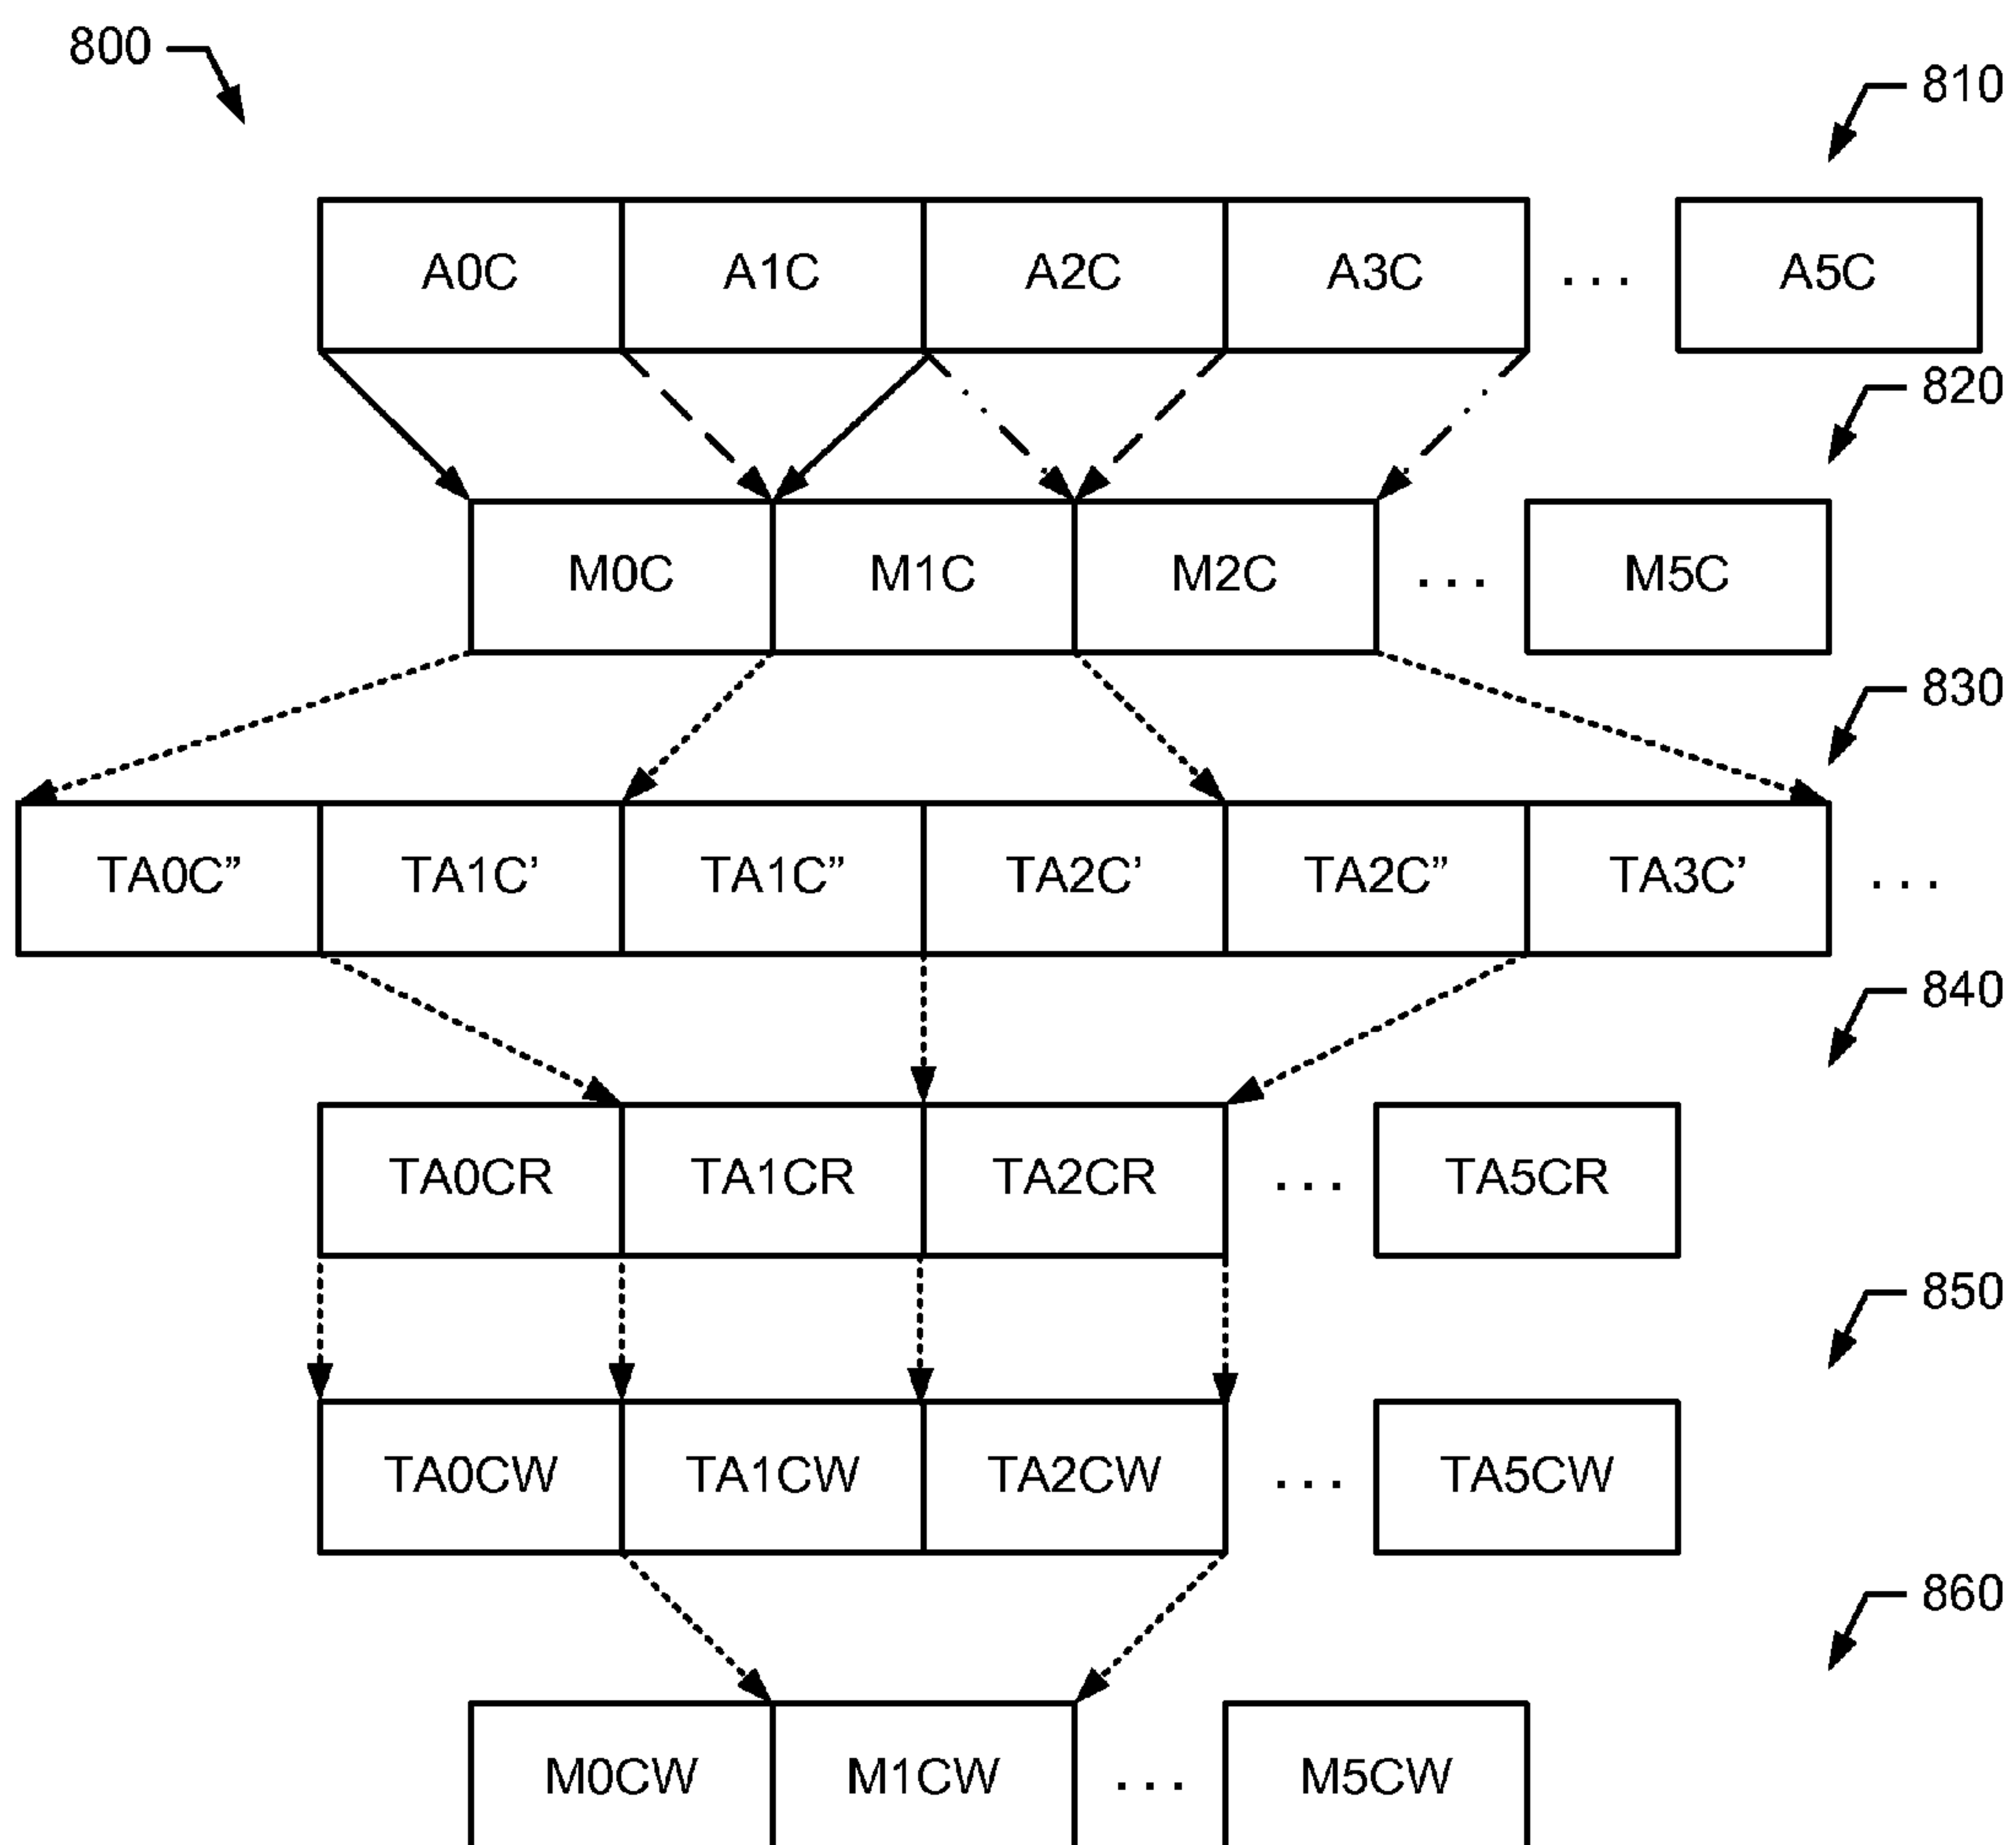 800
810
A0C A1C A2C A3C ... A5C
820
M0C M1C M2C ... M5C
830
TA0C” TA1C’ TA1C” TA2C’ TA2C” TA3C’ ...
840
TA0CR TA1CR TA2CR ... TA5CR
850
TA0CW TA1CW TA2CW ... TA5CW
860
M0CW M1CW ... M5CW